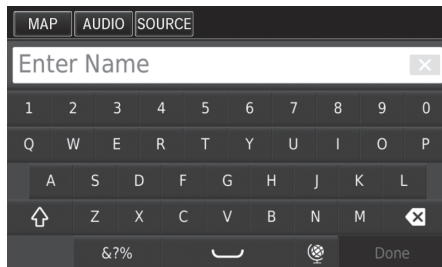 MAP AUDIO SOURCE
Enter Name
1 2 3 4 5 6 7 8 9 0
Q W E R T Y U I O P
A S D F G H J K L
Z X C V B N M
&?% Done